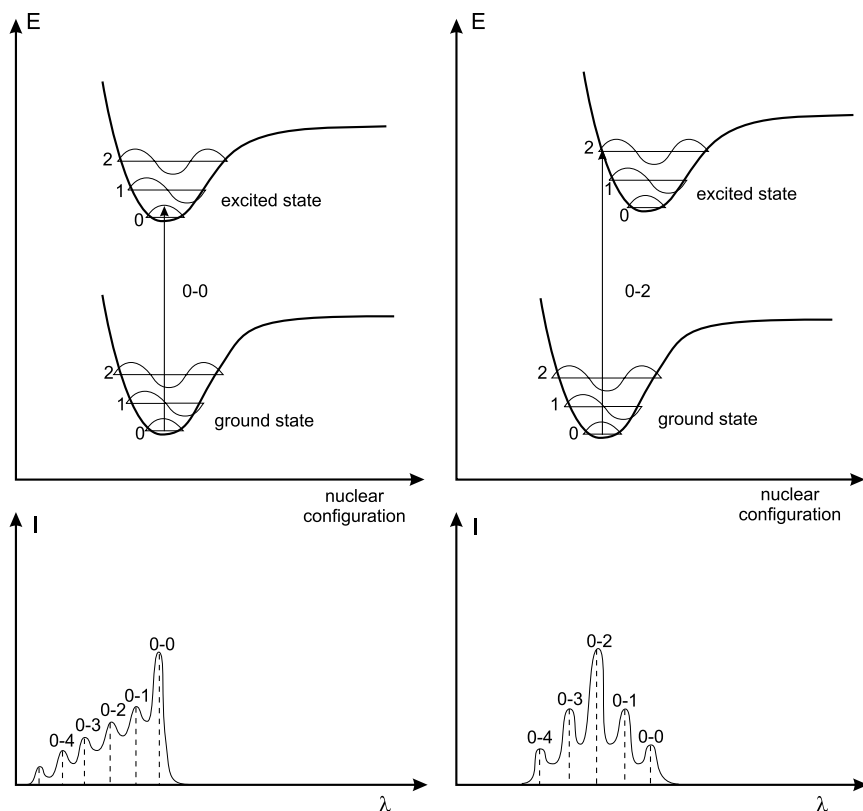 E
2
1
excited state
0
0-0
2
1
ground state
0
nuclear
configuration
E
2
1
excited state
0
0-2
2
1
ground state
0
nuclear
configuration
I
0-0
0-1
0-2
0-3
0-4
λ
I
0-2
0-3
0-1
0-4
0-0
λ